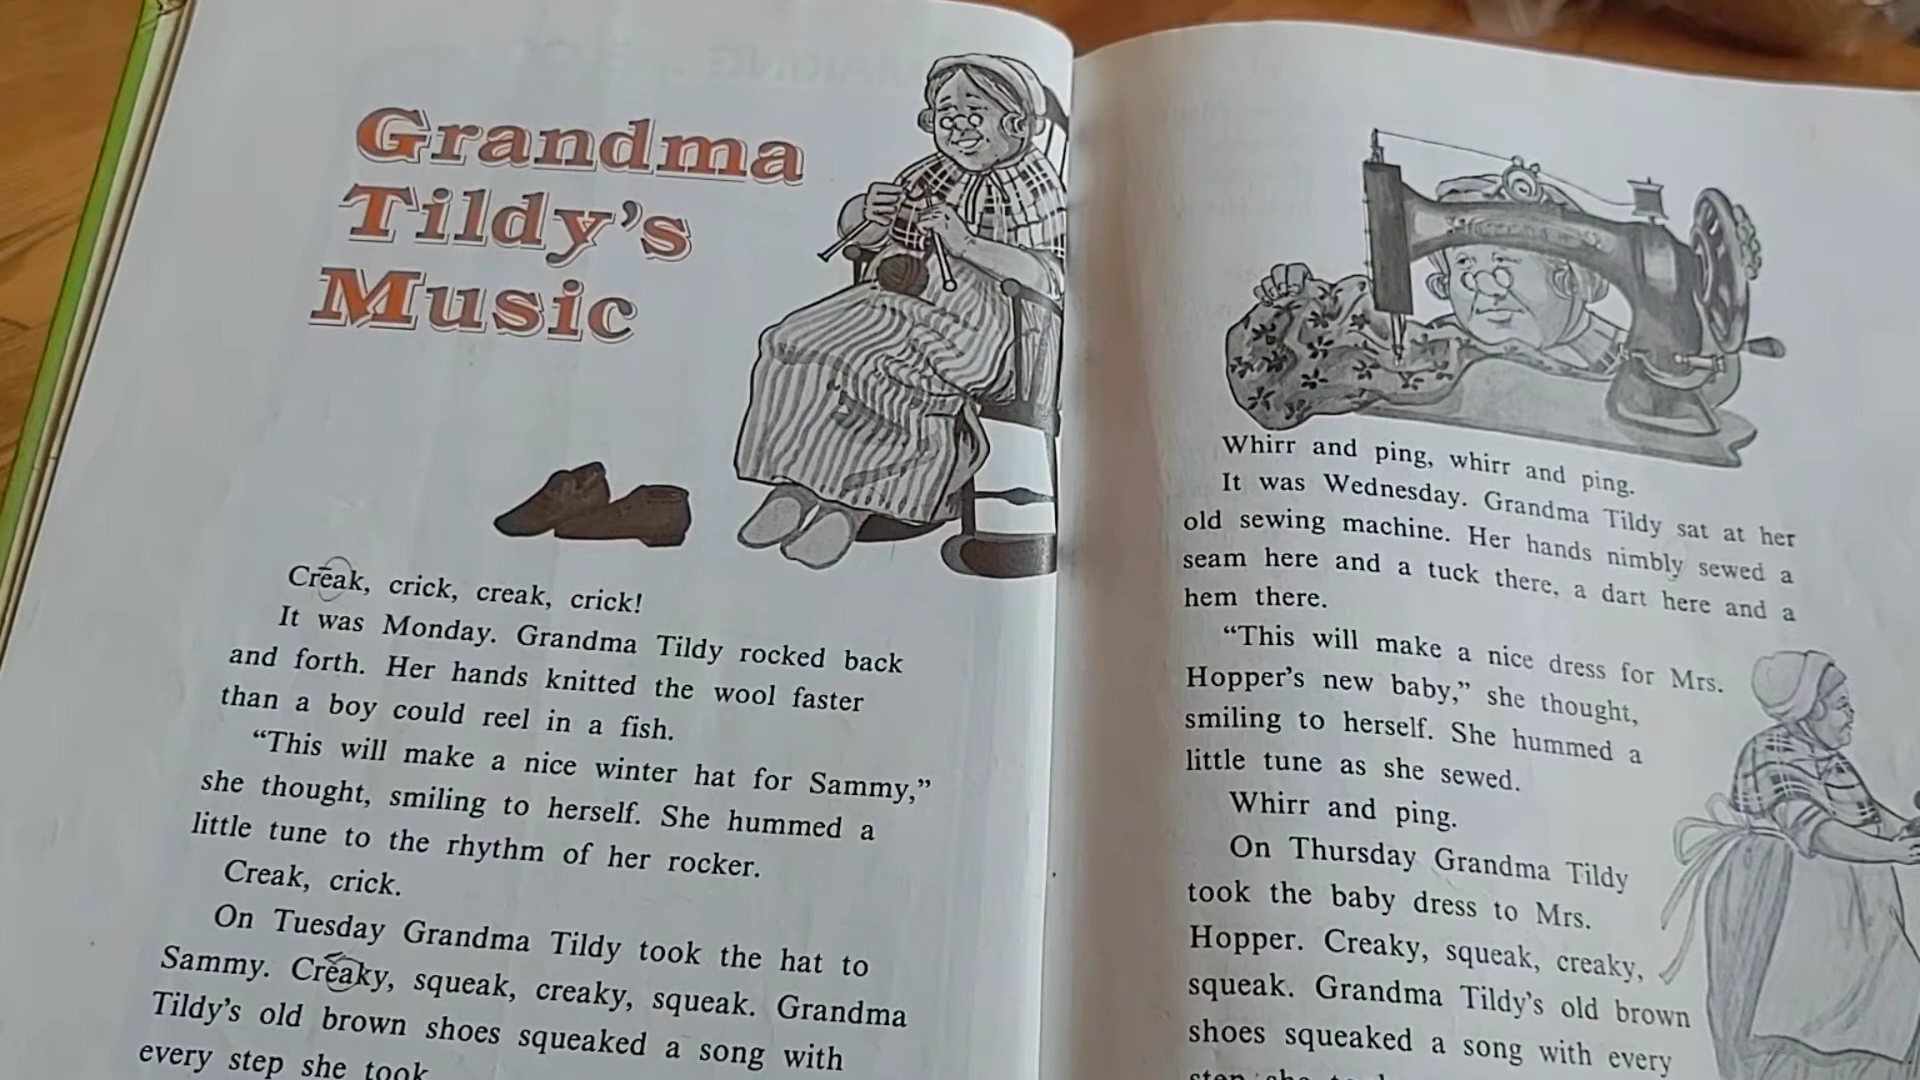 Grandma
Tildy's
Music
Creak, crick, creak, crick!
It was Monday. Grandma Tildy rocked back
and forth. Her hands knitted the wool faster
than a boy could reel in a fish.
“This will make a nice winter hat for Sammy,”
she thought, smiling to herself. She hummed a
little tune to the rhythm of her rocker.
Creak, crick.
On Tuesday Grandma Tildy took the hat to
Sammy. Creaky, squeak, creaky, squeak. Grandma
Tildy's old brown shoes squeaked a song with
every step she took
Whirr and ping, whirr and ping.
It was Wednesday. Grandma Tildy sat at her
old sewing machine. Her hands nimbly sewed a
seam here and a tuck there, a dart here and a
hem there.
“This will make a nice dress for Mrs.
Hopper's new baby,” she thought,
smiling to herself. She hummed a
little tune as she sewed.
Whirr and ping.
On Thursday Grandma Tildy
took the baby dress to Mrs.
Hopper. Creaky, squeak, creaky,
squeak. Grandma Tildy's old brown
shoes squeaked a song with every
step she